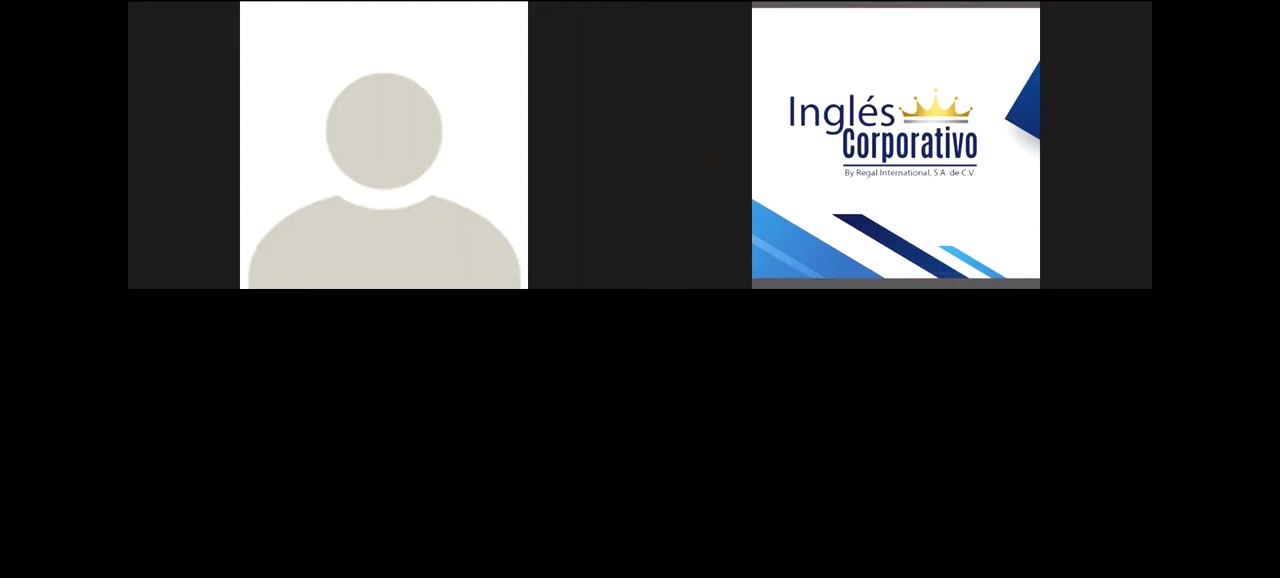 Inglés
Corporativo
By Regal International, S.A. de C.V.